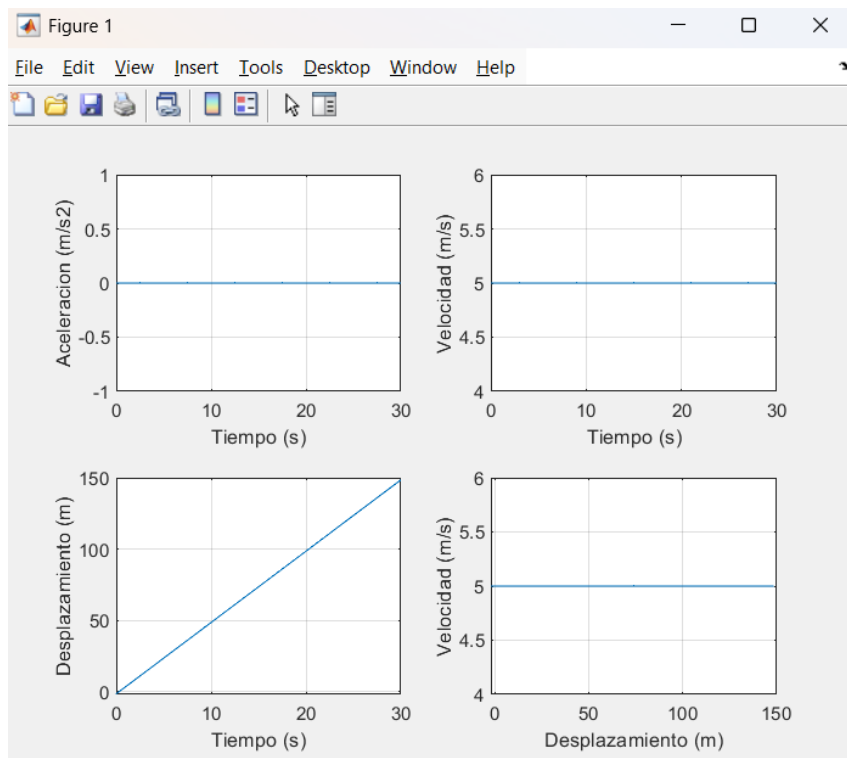 Figure 1
File Edit View Insert Tools Desktop Window Help
1
0.5
0
-0.5
-1
Aceleracion (m/s2)
0 10 20 30
Tiempo (s)
6
5.5
5
4.5
4
Velocidad (m/s)
0 10 20 30
Tiempo (s)
150
100
50
0
Desplazamiento (m)
0 10 20 30
Tiempo (s)
6
5.5
5
4.5
4
Velocidad (m/s)
0 50 100 150
Desplazamiento (m)